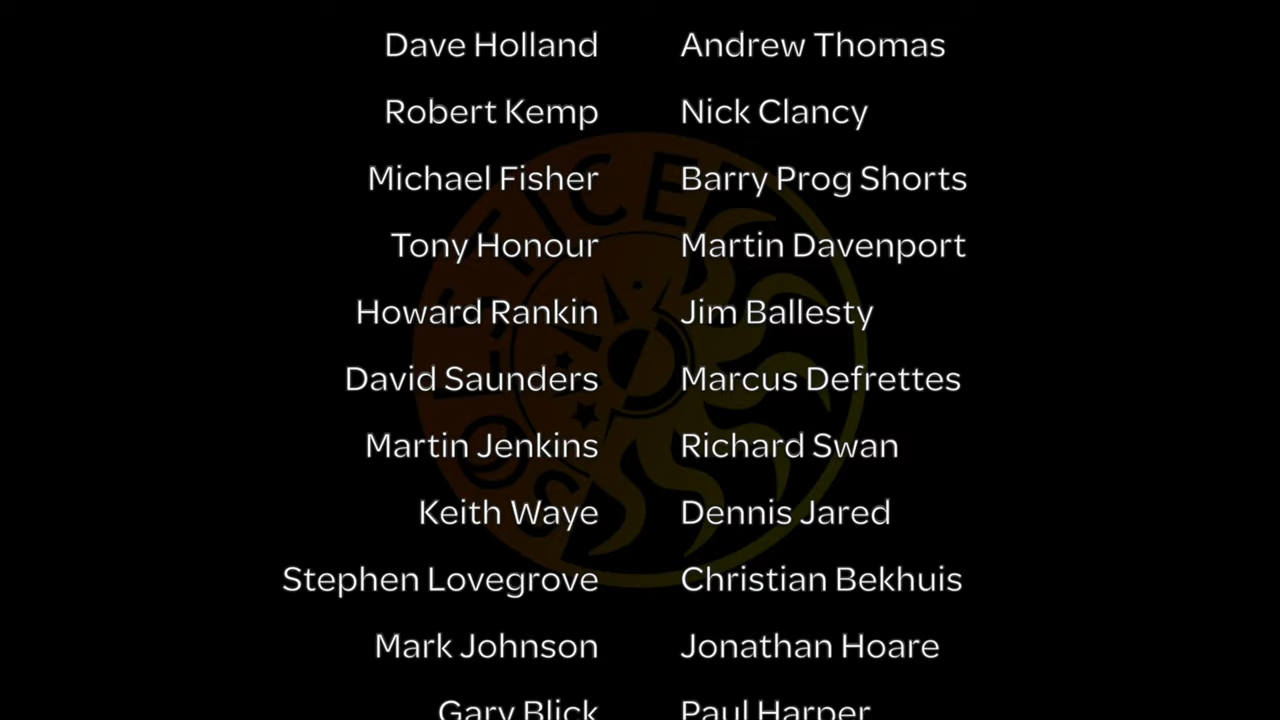 Dave Holland Andrew Thomas
Robert Kemp Nick Clancy
Michael Fisher Barry Prog Shorts
Tony Honour Martin Davenport
Howard Rankin Jim Ballesty
David Saunders Marcus Defrettes
Martin Jenkins Richard Swan
Keith Waye Dennis Jared
Stephen Lovegrove Christian Bekhuis
Mark Johnson Jonathan Hoare
Gary Blick Paul Harper
SOLSTICE